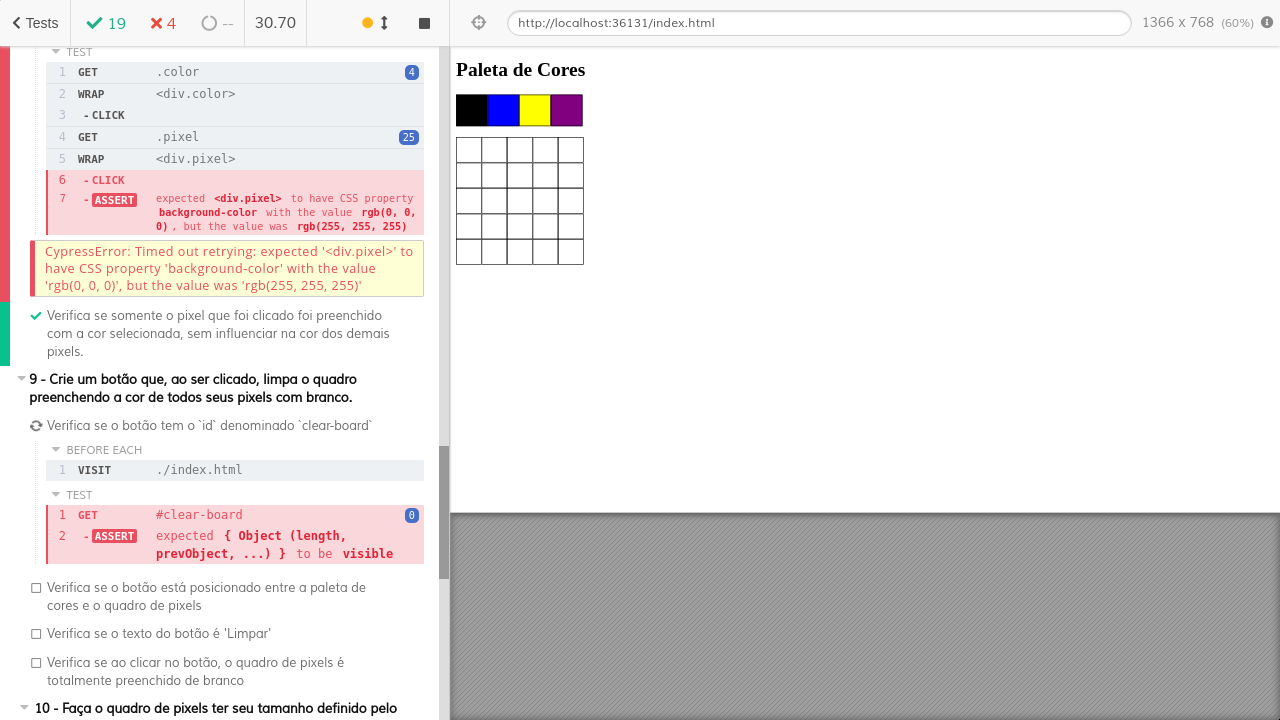 Tests
19
4
--
30.70
http://localhost:36131/index.html
1366 x 768 (60%)
TEST
1 GET .color 4
2 WRAP <div.color>
3 - CLICK
4 GET .pixel 25
5 WRAP <div.pixel>
6 - CLICK
7 - ASSERT expected <div.pixel> to have CSS property
background-color with the value rgb(0, 0,
0) , but the value was rgb(255, 255, 255)
CypressError: Timed out retrying: expected '<div.pixel>' to
have CSS property 'background-color' with the value
'rgb(0, 0, 0)', but the value was 'rgb(255, 255, 255)'
Verifica se somente o pixel que foi clicado foi preenchido
com a cor selecionada, sem influenciar na cor dos demais
pixels.
9 - Crie um botão que, ao ser clicado, limpa o quadro
preenchendo a cor de todos seus pixels com branco.
Verifica se o botão tem o `id` denominado `clear-board`
BEFORE EACH
1 VISIT ./index.html
TEST
1 GET #clear-board 0
2 - ASSERT expected { Object (length,
prevObject, ...) } to be visible
Verifica se o botão está posicionado entre a paleta de
cores e o quadro de pixels
Verifica se o texto do botão é 'Limpar'
Verifica se ao clicar no botão, o quadro de pixels é
totalmente preenchido de branco
10 - Faça o quadro de pixels ter seu tamanho definido pelo
Paleta de Cores